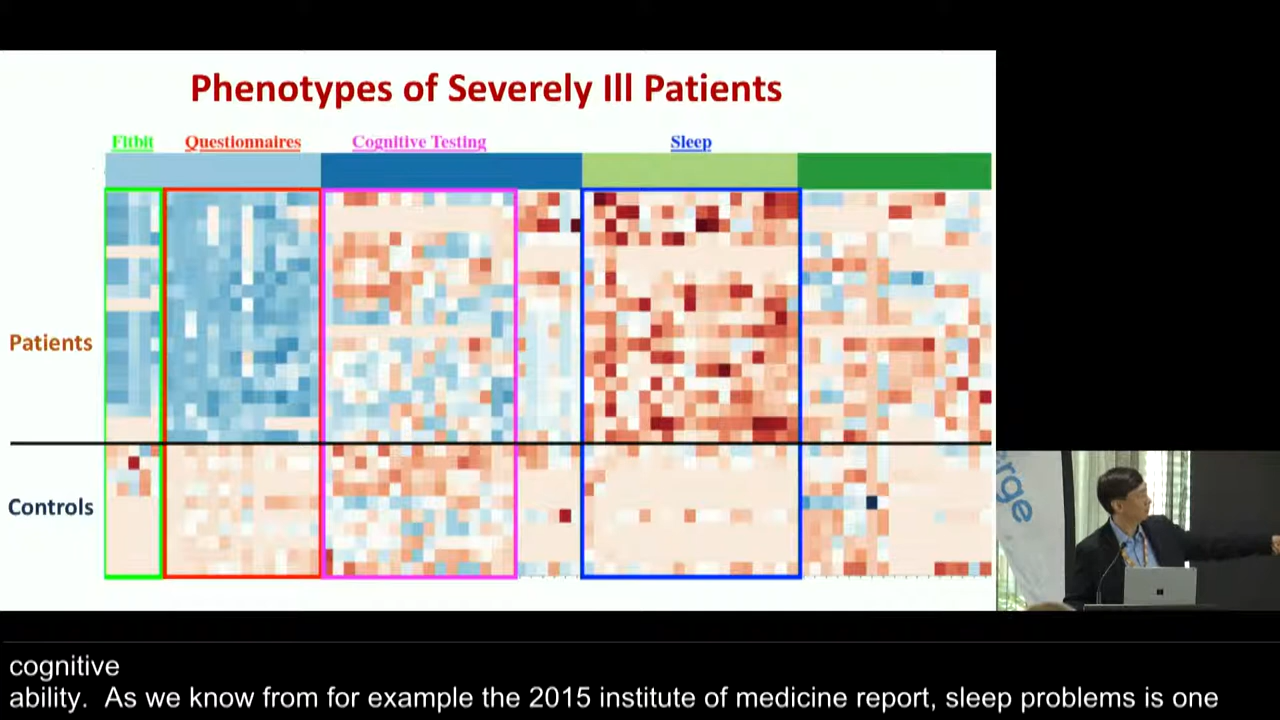 Phenotypes of Severely Ill Patients
Fitbit Questionnaires Cognitive Testing Sleep
Patients
Controls
erge
cognitive
ability. As we know from for example the 2015 institute of medicine report, sleep problems is one